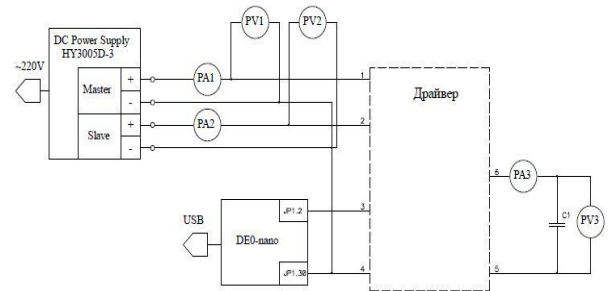 PV1
PV2
DC Power Supply
HY3005D-3
~220V
Master
+
-
Slave
+
-
PA1
PA2
1
2
Драйвер
6
PA3
C1
PV3
5
USB
DE0-nano
JP1.2
JP1.30
3
4